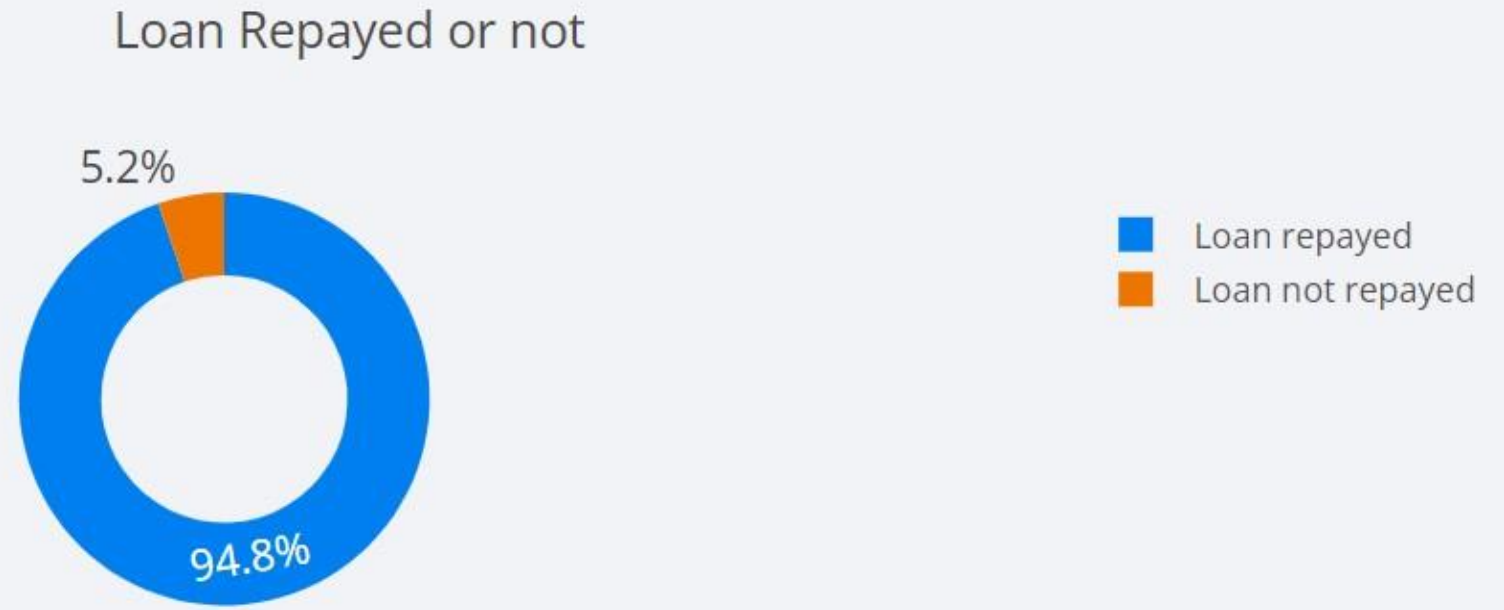 Loan Repayed or not
5.2%
Loan repayed
Loan not repayed
94.8%